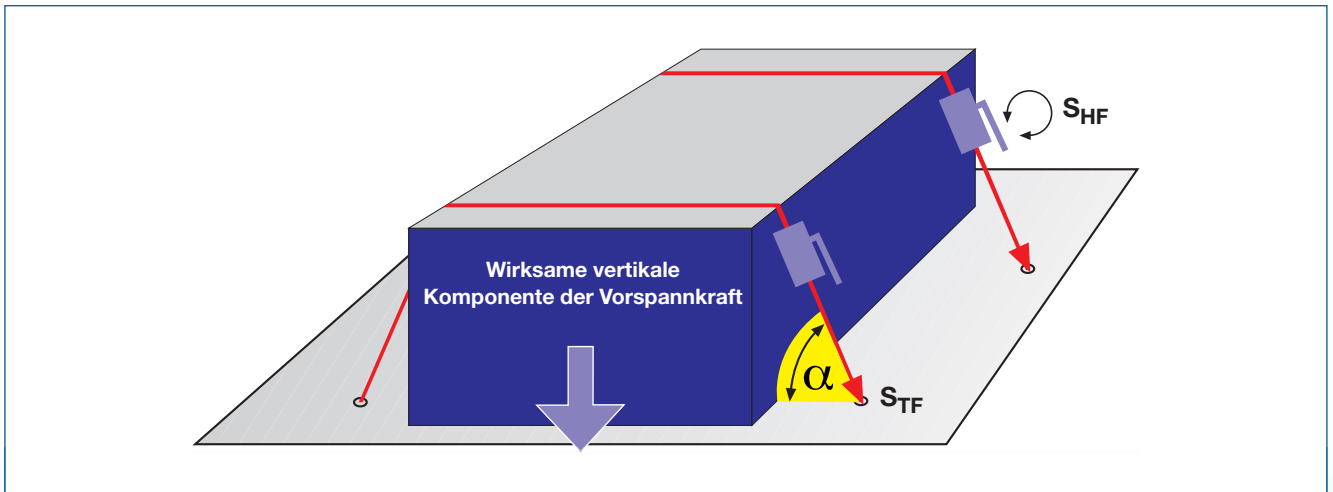 S_HF
Wirksame vertikale
Komponente der Vorspannkraft
α
S_TF